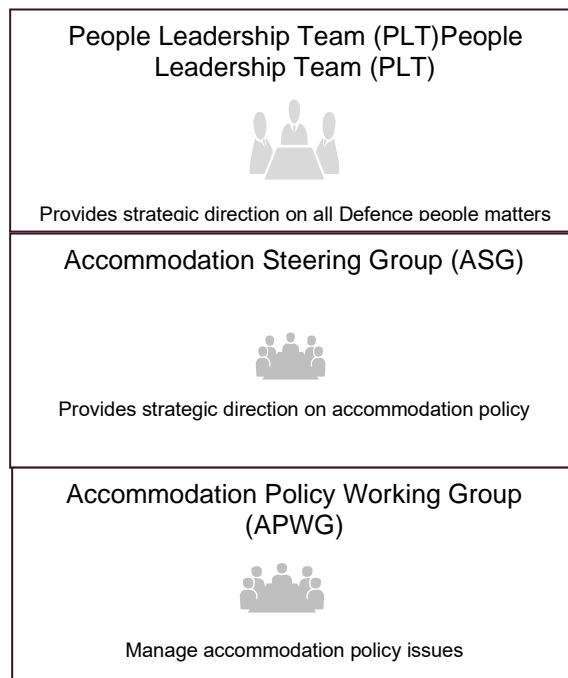 People Leadership Team (PLT)People
Leadership Team (PLT)
Provides strategic direction on all Defence people matters
Accommodation Steering Group (ASG)
Provides strategic direction on accommodation policy
Accommodation Policy Working Group
(APWG)
Manage accommodation policy issues